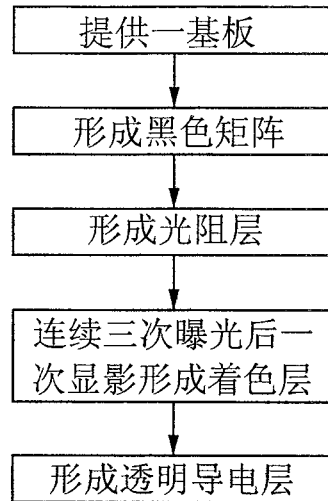 提供一基板
形成黑色矩阵
形成光阻层
连续三次曝光后一
次显影形成着色层
形成透明导电层